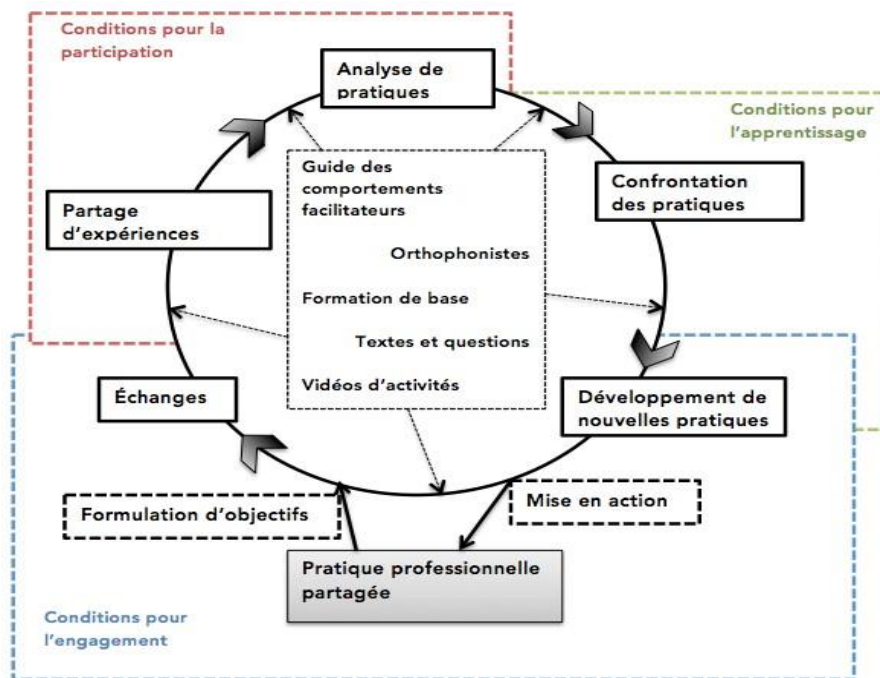 Conditions pour la
participation
Analyse de
pratiques
Conditions pour
l'apprentissage
Guide des
comportements
facilitateurs
Partage
d'expériences
Confrontation
des pratiques
Orthophonistes
Formation de base
Textes et questions
Vidéos d'activités
Échanges
Développement de
nouvelles pratiques
Formulation d'objectifs
Mise en action
Pratique professionnelle
partagée
Conditions pour
l'engagement